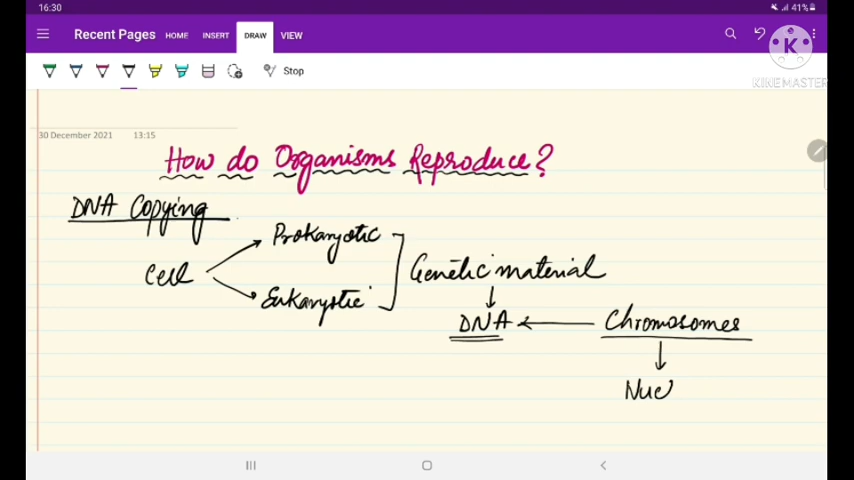 16:30 41%
Recent Pages HOME INSERT DRAW VIEW
K
KINEMASTER
Stop
30 December 2021 13:15
How do Organisms Reproduce?
DNA Copying
Prokaryotic
Cell
Genetic material
Eukaryotic
DNA
Chromosomes
Nuc